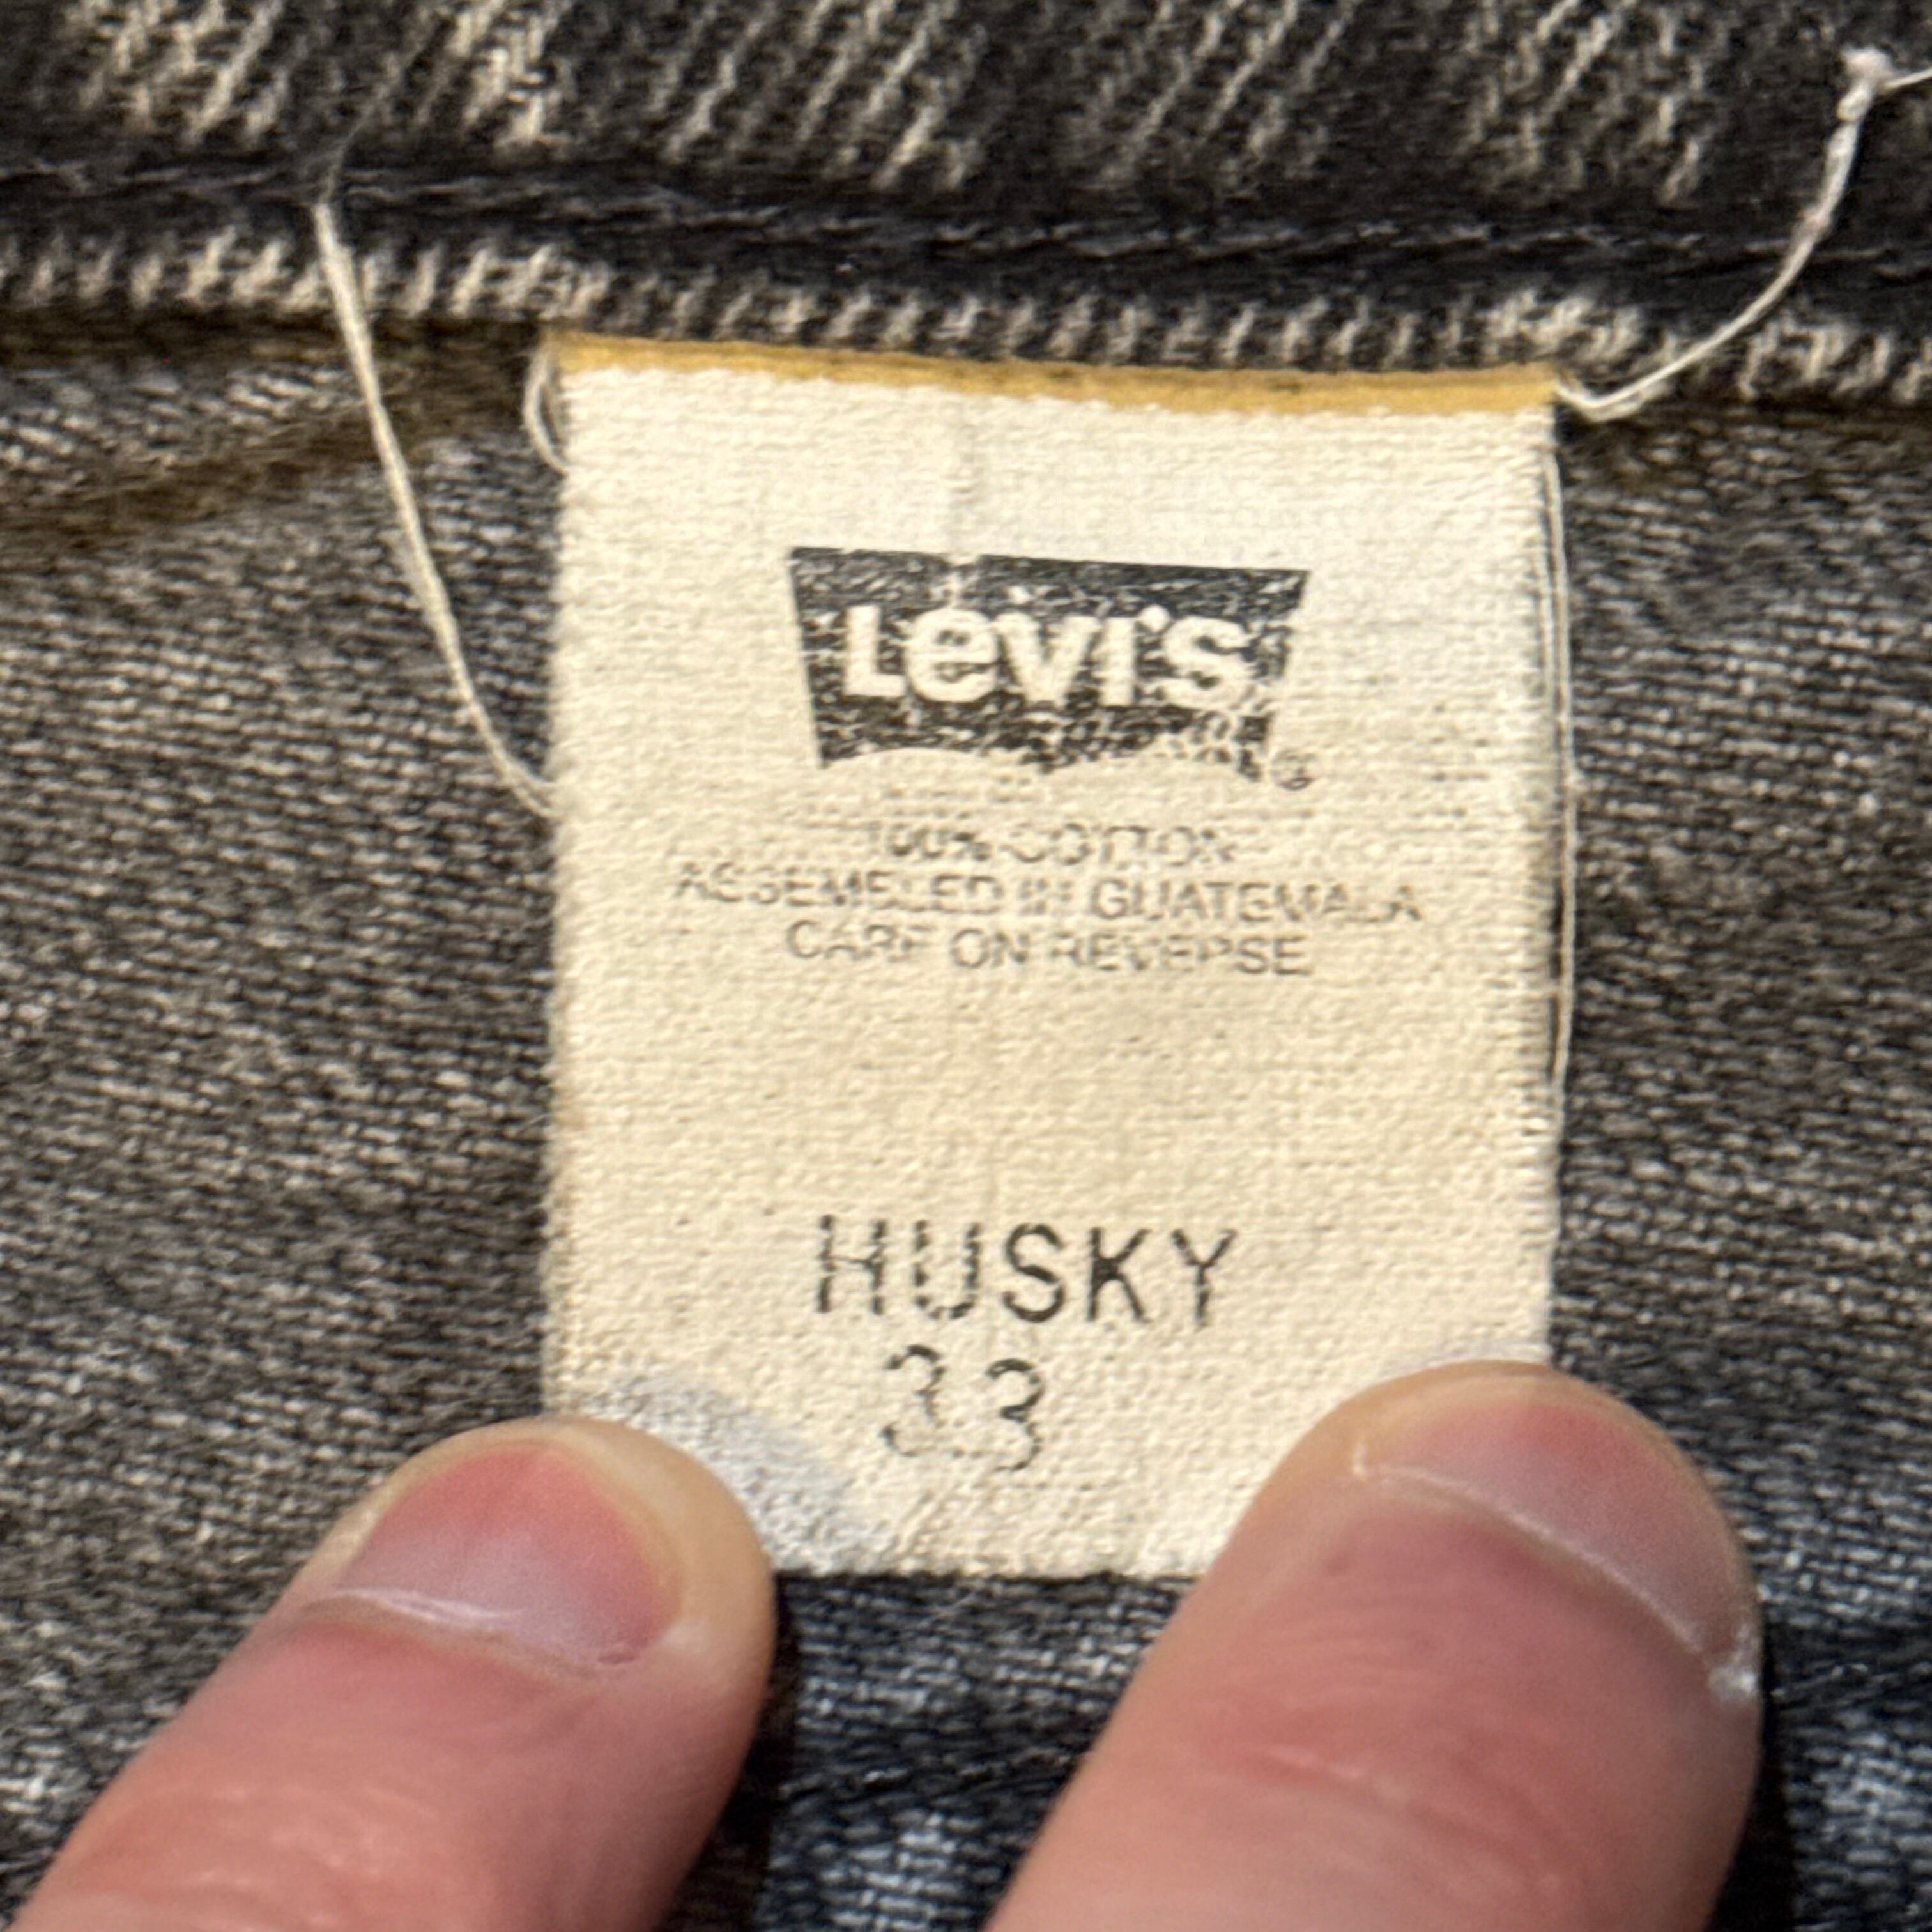 Levi's ®
100% COTTON
ASSEMBLED IN GUATEMALA
CARE ON REVERSE
HUSKY
33